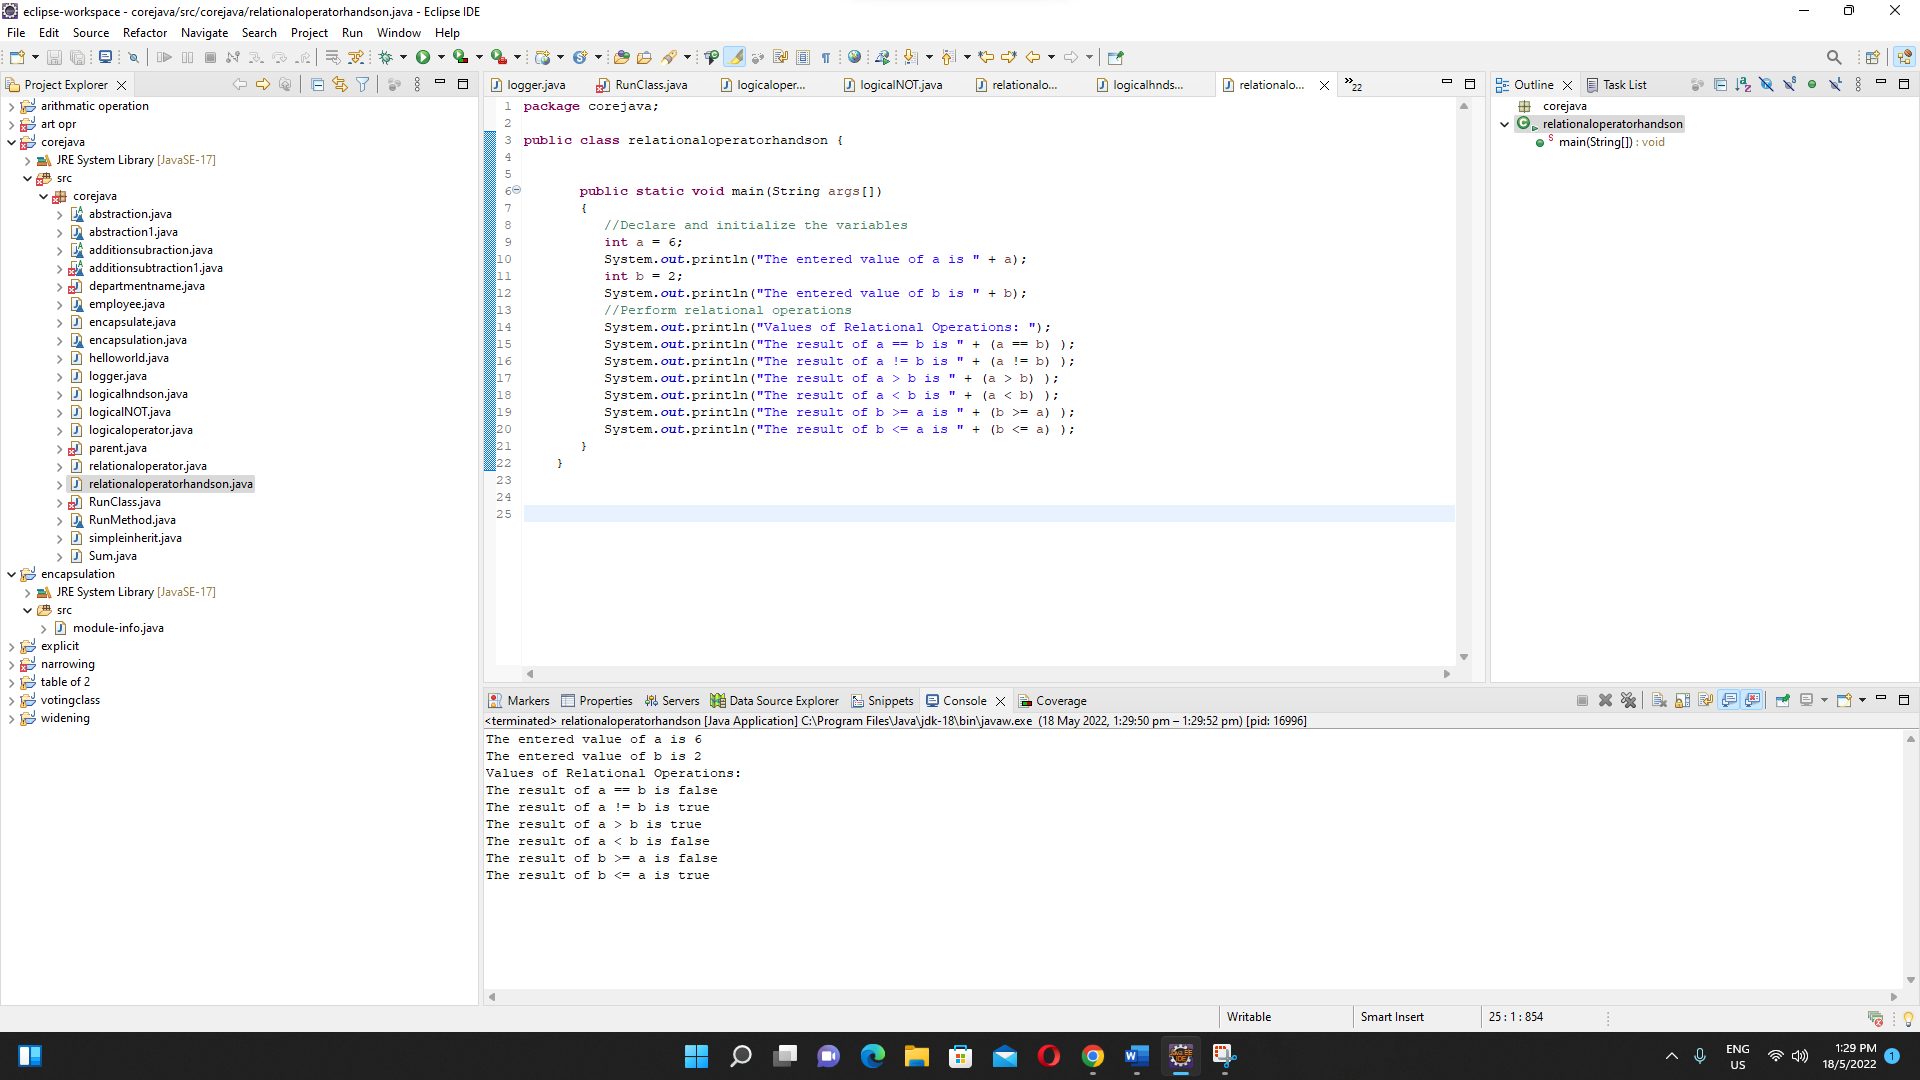 eclipse-workspace - corejava/src/corejava/relationaloperatorhandson.java - Eclipse IDE
File Edit Source Refactor Navigate Search Project Run Window Help
Project Explorer
arithmatic operation
art opr
corejava
JRE System Library [JavaSE-17]
src
corejava
abstraction.java
abstraction1.java
additionsubraction.java
additionsubtraction1.java
departmentname.java
employee.java
encapsulate.java
encapsulation.java
helloworld.java
logger.java
logicalhndson.java
logicalNOT.java
logicaloperator.java
parent.java
relationaloperator.java
relationaloperatorhandson.java
RunClass.java
RunMethod.java
simpleinherit.java
Sum.java
encapsulation
JRE System Library [JavaSE-17]
src
module-info.java
explicit
narrowing
table of 2
votingclass
widening
logger.java RunClass.java logicaloper... logicalNOT.java relationalo... logicalhnds... relationalo... »22
1 package corejava;
2
3 public class relationaloperatorhandson {
4
5
6 public static void main(String args[])
7 {
8 //Declare and initialize the variables
9 int a = 6;
10 System.out.println("The entered value of a is " + a);
11 int b = 2;
12 System.out.println("The entered value of b is " + b);
13 //Perform relational operations
14 System.out.println("Values of Relational Operations: ");
15 System.out.println("The result of a == b is " + (a == b) );
16 System.out.println("The result of a != b is " + (a != b) );
17 System.out.println("The result of a > b is " + (a > b) );
18 System.out.println("The result of a < b is " + (a < b) );
19 System.out.println("The result of b >= a is " + (b >= a) );
20 System.out.println("The result of b <= a is " + (b <= a) );
21 }
22 }
23
24
25
Outline Task List
corejava
relationaloperatorhandson
main(String[]) : void
Markers Properties Servers Data Source Explorer Snippets Console Coverage
<terminated> relationaloperatorhandson [Java Application] C:\Program Files\Java\jdk-18\bin\javaw.exe (18 May 2022, 1:29:50 pm – 1:29:52 pm) [pid: 16996]
The entered value of a is 6
The entered value of b is 2
Values of Relational Operations:
The result of a == b is false
The result of a != b is true
The result of a > b is true
The result of a < b is false
The result of b >= a is false
The result of b <= a is true
Writable Smart Insert 25 : 1 : 854
ENG
US
1:29 PM
18/5/2022
1